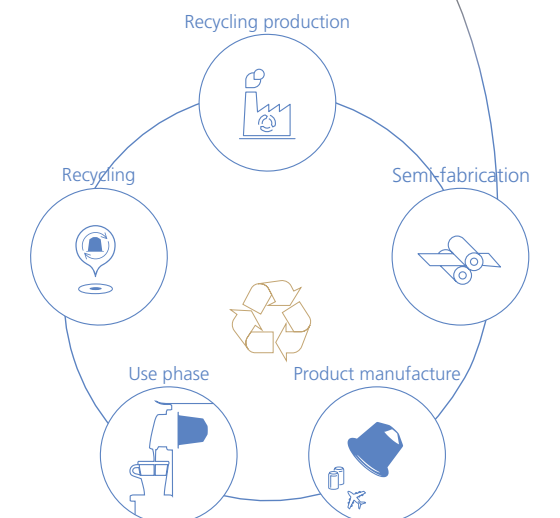 Recycling production
Recycling
Semi-fabrication
Use phase
Product manufacture